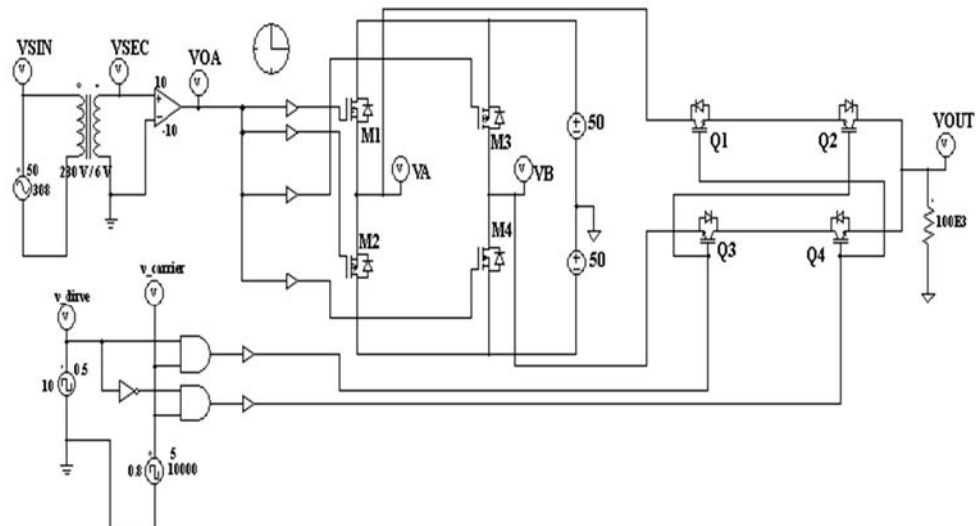 VSIN
VSEC
VOA
10
-10
50
308
230 V / 6 V
M1
M3
VA
VB
M2
M4
50
50
Q1
Q2
VOUT
Q3
Q4
100E3
v_carrier
v_dirve
0.5
10
5
0.8
10000